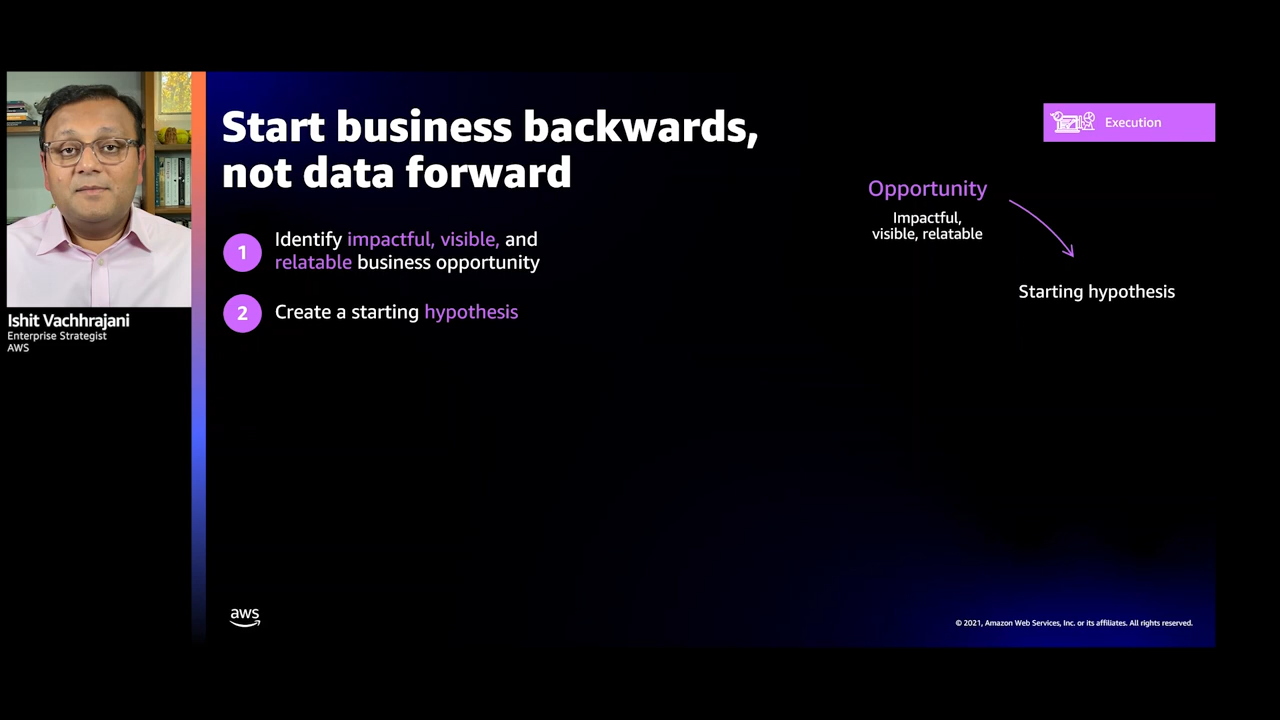 Start business backwards,
not data forward
Execution
1
Identify impactful, visible, and
relatable business opportunity
2
Create a starting hypothesis
Opportunity
Impactful,
visible, relatable
Starting hypothesis
Ishit Vachhrajani
Enterprise Strategist
AWS
aws
© 2021, Amazon Web Services, Inc. or its affiliates. All rights reserved.